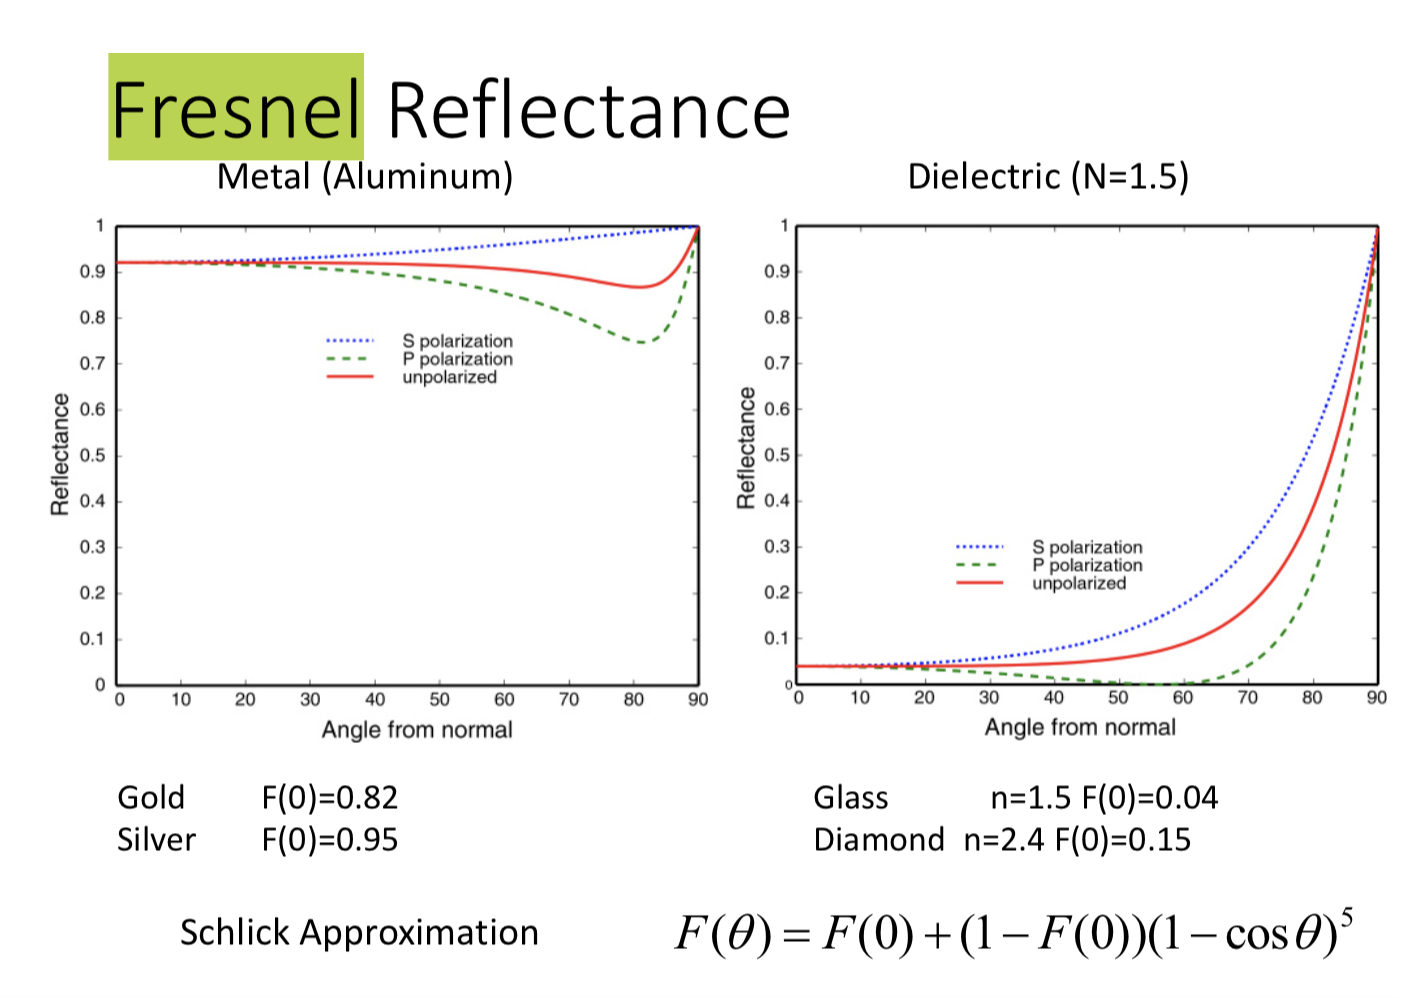 Fresnel Reflectance
Metal (Aluminum)
1
0.9
0.8
0.7
0.6
0.5
0.4
0.3
0.2
0.1
0
Reflectance
S polarization
P polarization
unpolarized
0 10 20 30 40 50 60 70 80 90
Angle from normal
Dielectric (N=1.5)
1
0.9
0.8
0.7
0.6
0.5
0.4
0.3
0.2
0.1
0
Reflectance
S polarization
P polarization
unpolarized
0 10 20 30 40 50 60 70 80 90
Angle from normal
Gold F(0)=0.82
Silver F(0)=0.95
Glass n=1.5 F(0)=0.04
Diamond n=2.4 F(0)=0.15
Schlick Approximation
F(θ) = F(0) + (1 − F(0))(1 − cos θ)⁵